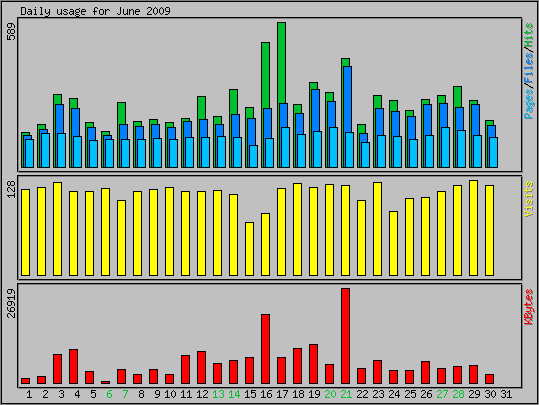 Daily usage for June 2009
589
Pages/Files/Hits
128
Visits
26919
KBytes
1 2 3 4 5 6 7 8 9 10 11 12 13 14 15 16 17 18 19 20 21 22 23 24 25 26 27 28 29 30 31